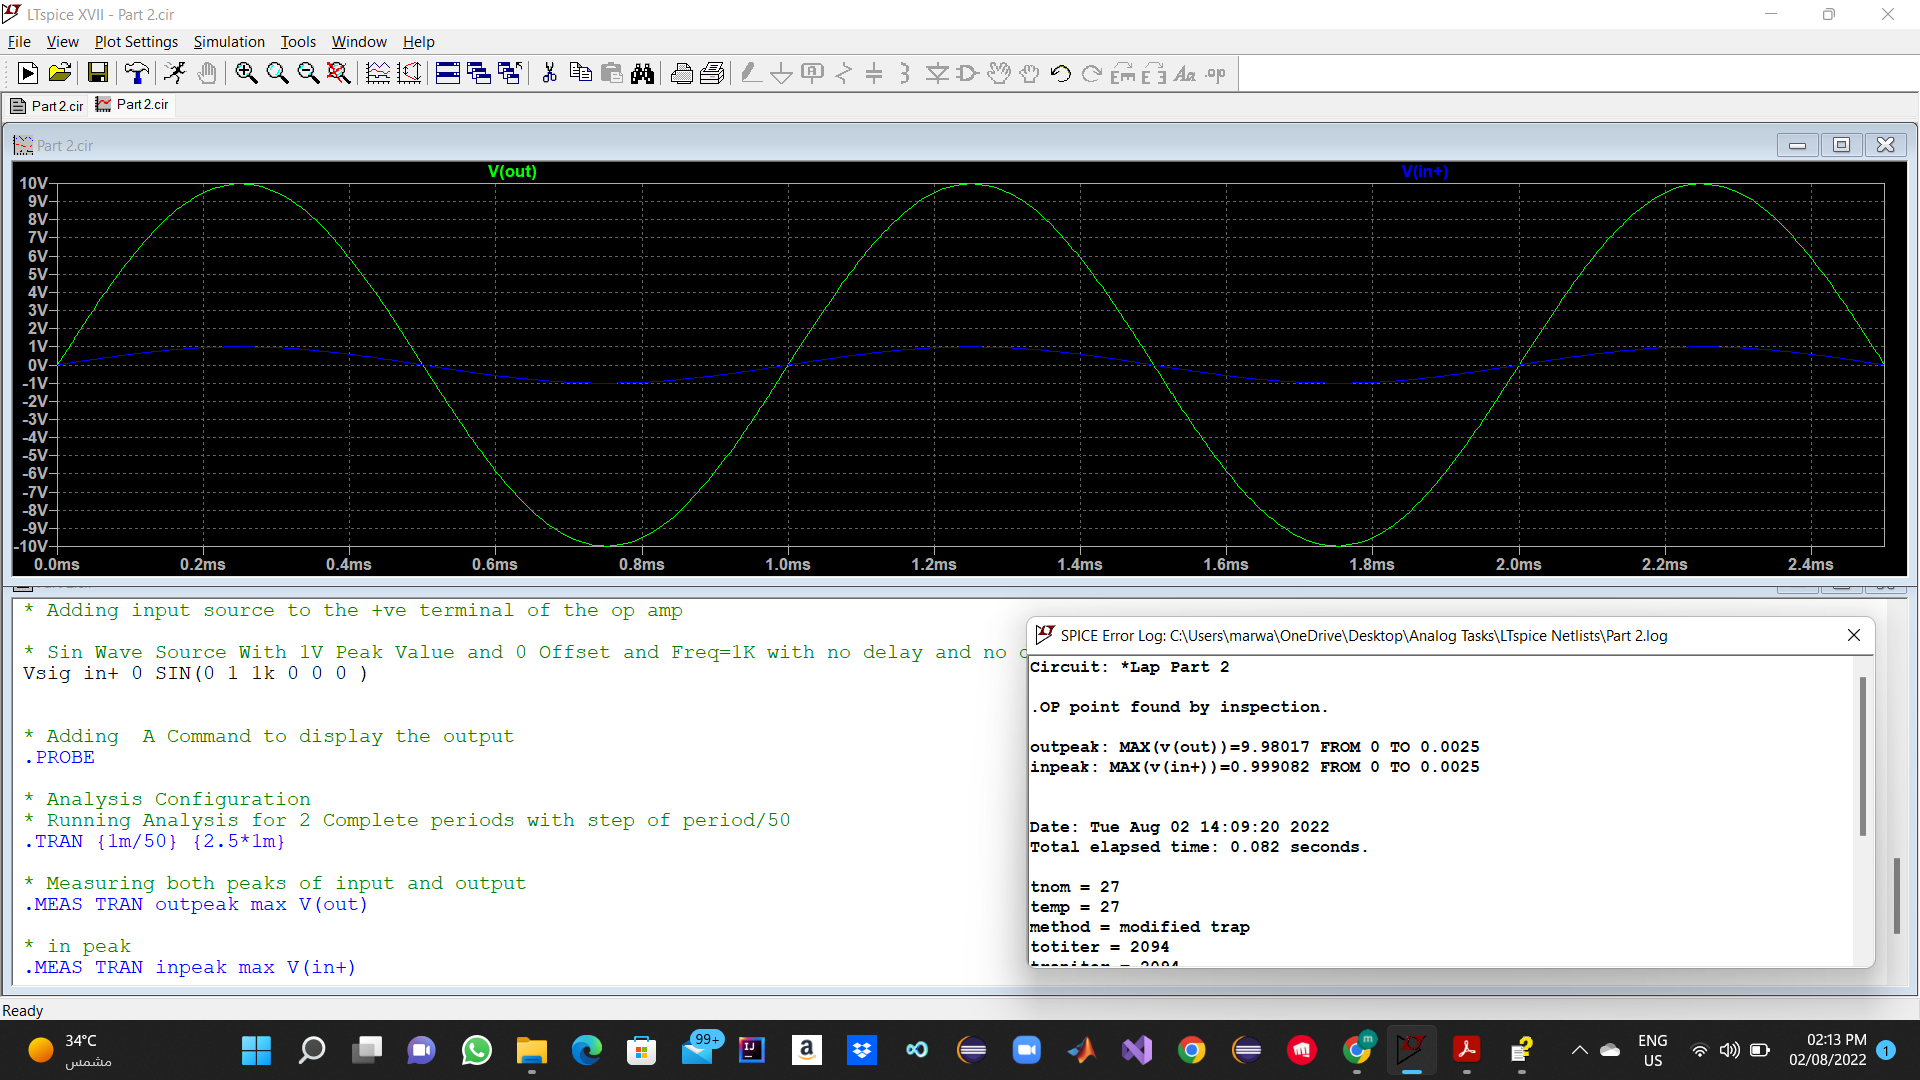 LTspice XVII - Part 2.cir
File View Plot Settings Simulation Tools Window Help
Part 2.cir Part 2.cir
Part 2.cir
V(out) V(in+)
10V
9V
8V
7V
6V
5V
4V
3V
2V
1V
0V
-1V
-2V
-3V
-4V
-5V
-6V
-7V
-8V
-9V
-10V
0.0ms 0.2ms 0.4ms 0.6ms 0.8ms 1.0ms 1.2ms 1.4ms 1.6ms 1.8ms 2.0ms 2.2ms 2.4ms
* Adding input source to the +ve terminal of the op amp
* Sin Wave Source With 1V Peak Value and 0 Offset and Freq=1K with no delay and no
Vsig in+ 0 SIN(0 1 1k 0 0 0 )
* Adding  A Command to display the output
.PROBE
* Analysis Configuration
* Running Analysis for 2 Complete periods with step of period/50
.TRAN {1m/50} {2.5*1m}
* Measuring both peaks of input and output
.MEAS TRAN outpeak max V(out)
* in peak
.MEAS TRAN inpeak max V(in+)
SPICE Error Log: C:\Users\marwa\OneDrive\Desktop\Analog Tasks\LTspice Netlists\Part 2.log
Circuit: *Lap Part 2
.OP point found by inspection.
outpeak: MAX(v(out))=9.98017 FROM 0 TO 0.0025
inpeak: MAX(v(in+))=0.999082 FROM 0 TO 0.0025
Date: Tue Aug 02 14:09:20 2022
Total elapsed time: 0.082 seconds.
tnom = 27
temp = 27
method = modified trap
totiter = 2094
Ready
34°C
مشمس
99+
ENG
US
02:13 PM
02/08/2022
1